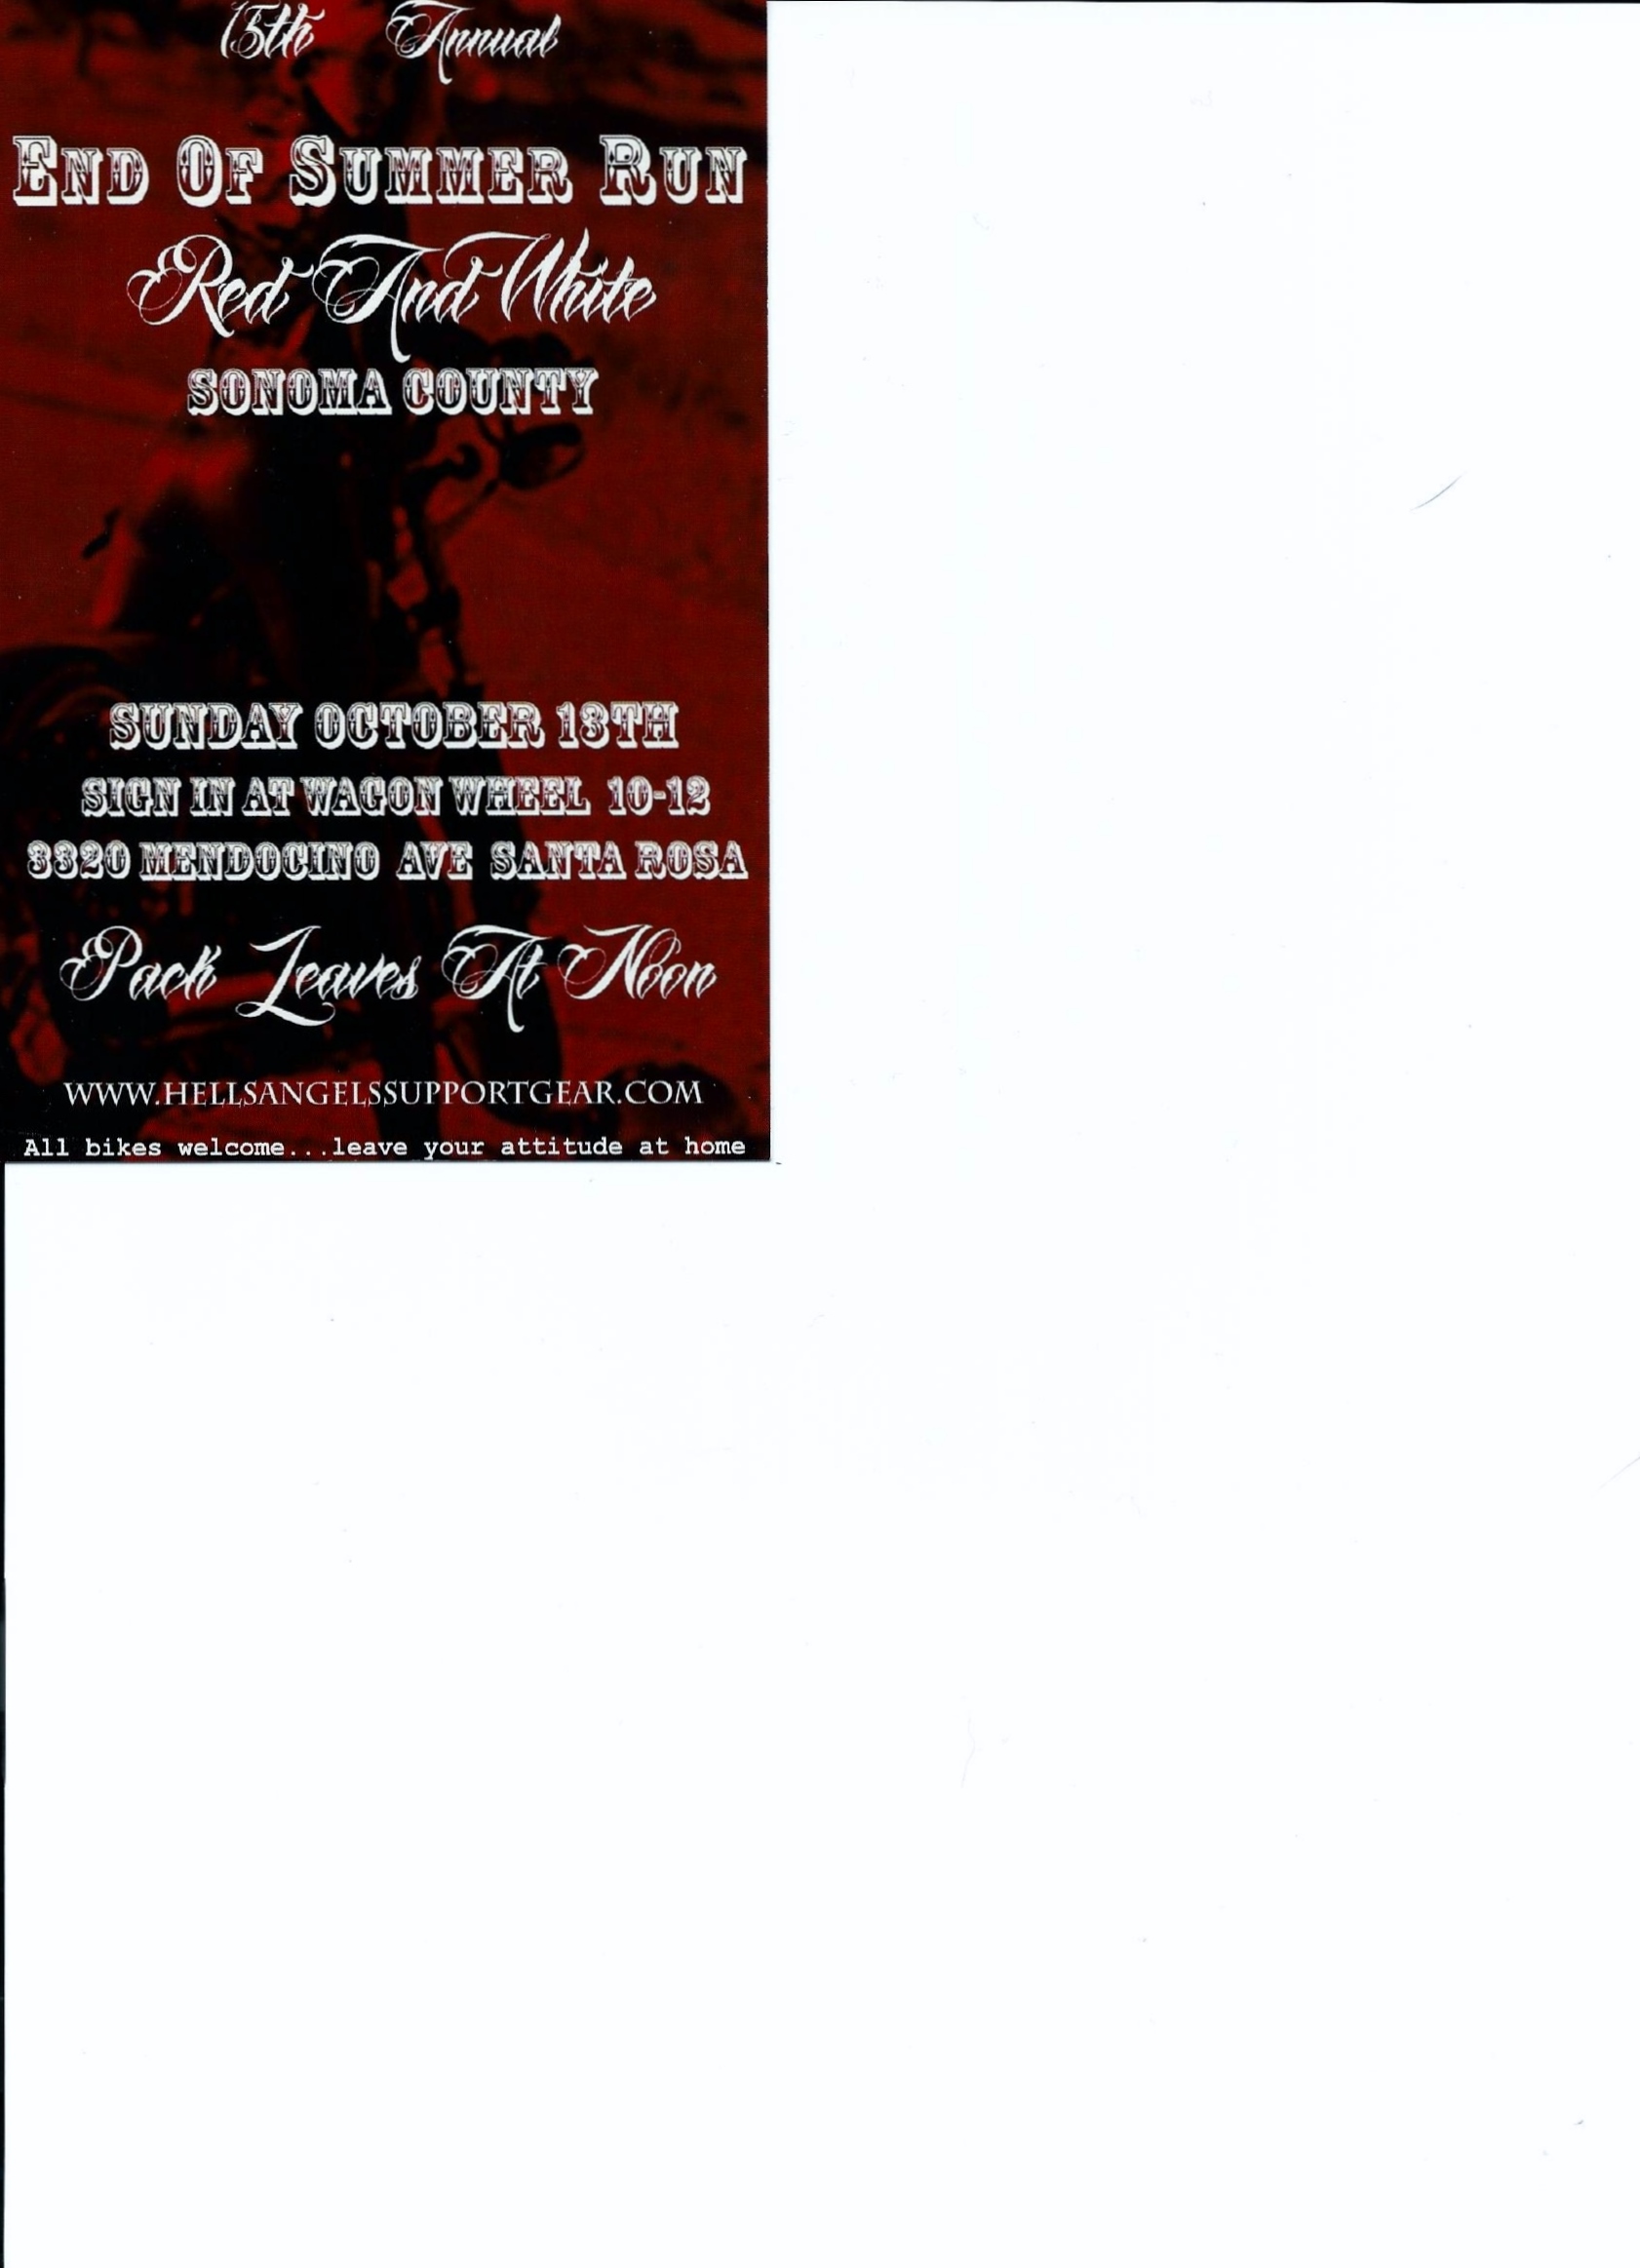 15th Annual
End Of Summer Run
Red And White
SONOMA COUNTY
SUNDAY OCTOBER 13TH
SIGN IN AT WAGON WHEEL 10-12
3320 MENDOCINO AVE SANTA ROSA
Pack Leaves At Noon
WWW.HELLSANGELSSUPPORTGEAR.COM
All bikes welcome...leave your attitude at home